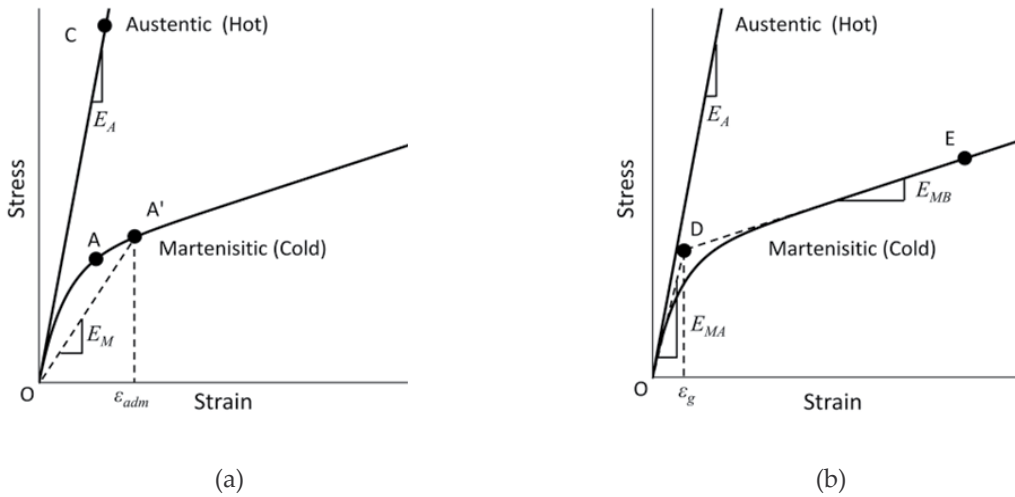 C
Austentic (Hot)
E_A
A
A'
Martenisitic (Cold)
E_M
Stress
O
ε_adm
Strain
(a)
Austentic (Hot)
E_A
E
E_MB
D
Martenisitic (Cold)
E_MA
Stress
O
ε_g
Strain
(b)